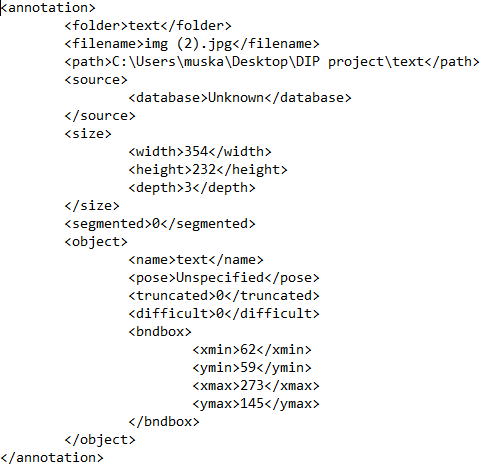 <annotation>
	<folder>text</folder>
	<filename>img (2).jpg</filename>
	<path>C:\Users\muska\Desktop\DIP project\text</path>
	<source>
		<database>Unknown</database>
	</source>
	<size>
		<width>354</width>
		<height>232</height>
		<depth>3</depth>
	</size>
	<segmented>0</segmented>
	<object>
		<name>text</name>
		<pose>Unspecified</pose>
		<truncated>0</truncated>
		<difficult>0</difficult>
		<bndbox>
			<xmin>62</xmin>
			<ymin>59</ymin>
			<xmax>273</xmax>
			<ymax>145</ymax>
		</bndbox>
	</object>
</annotation>